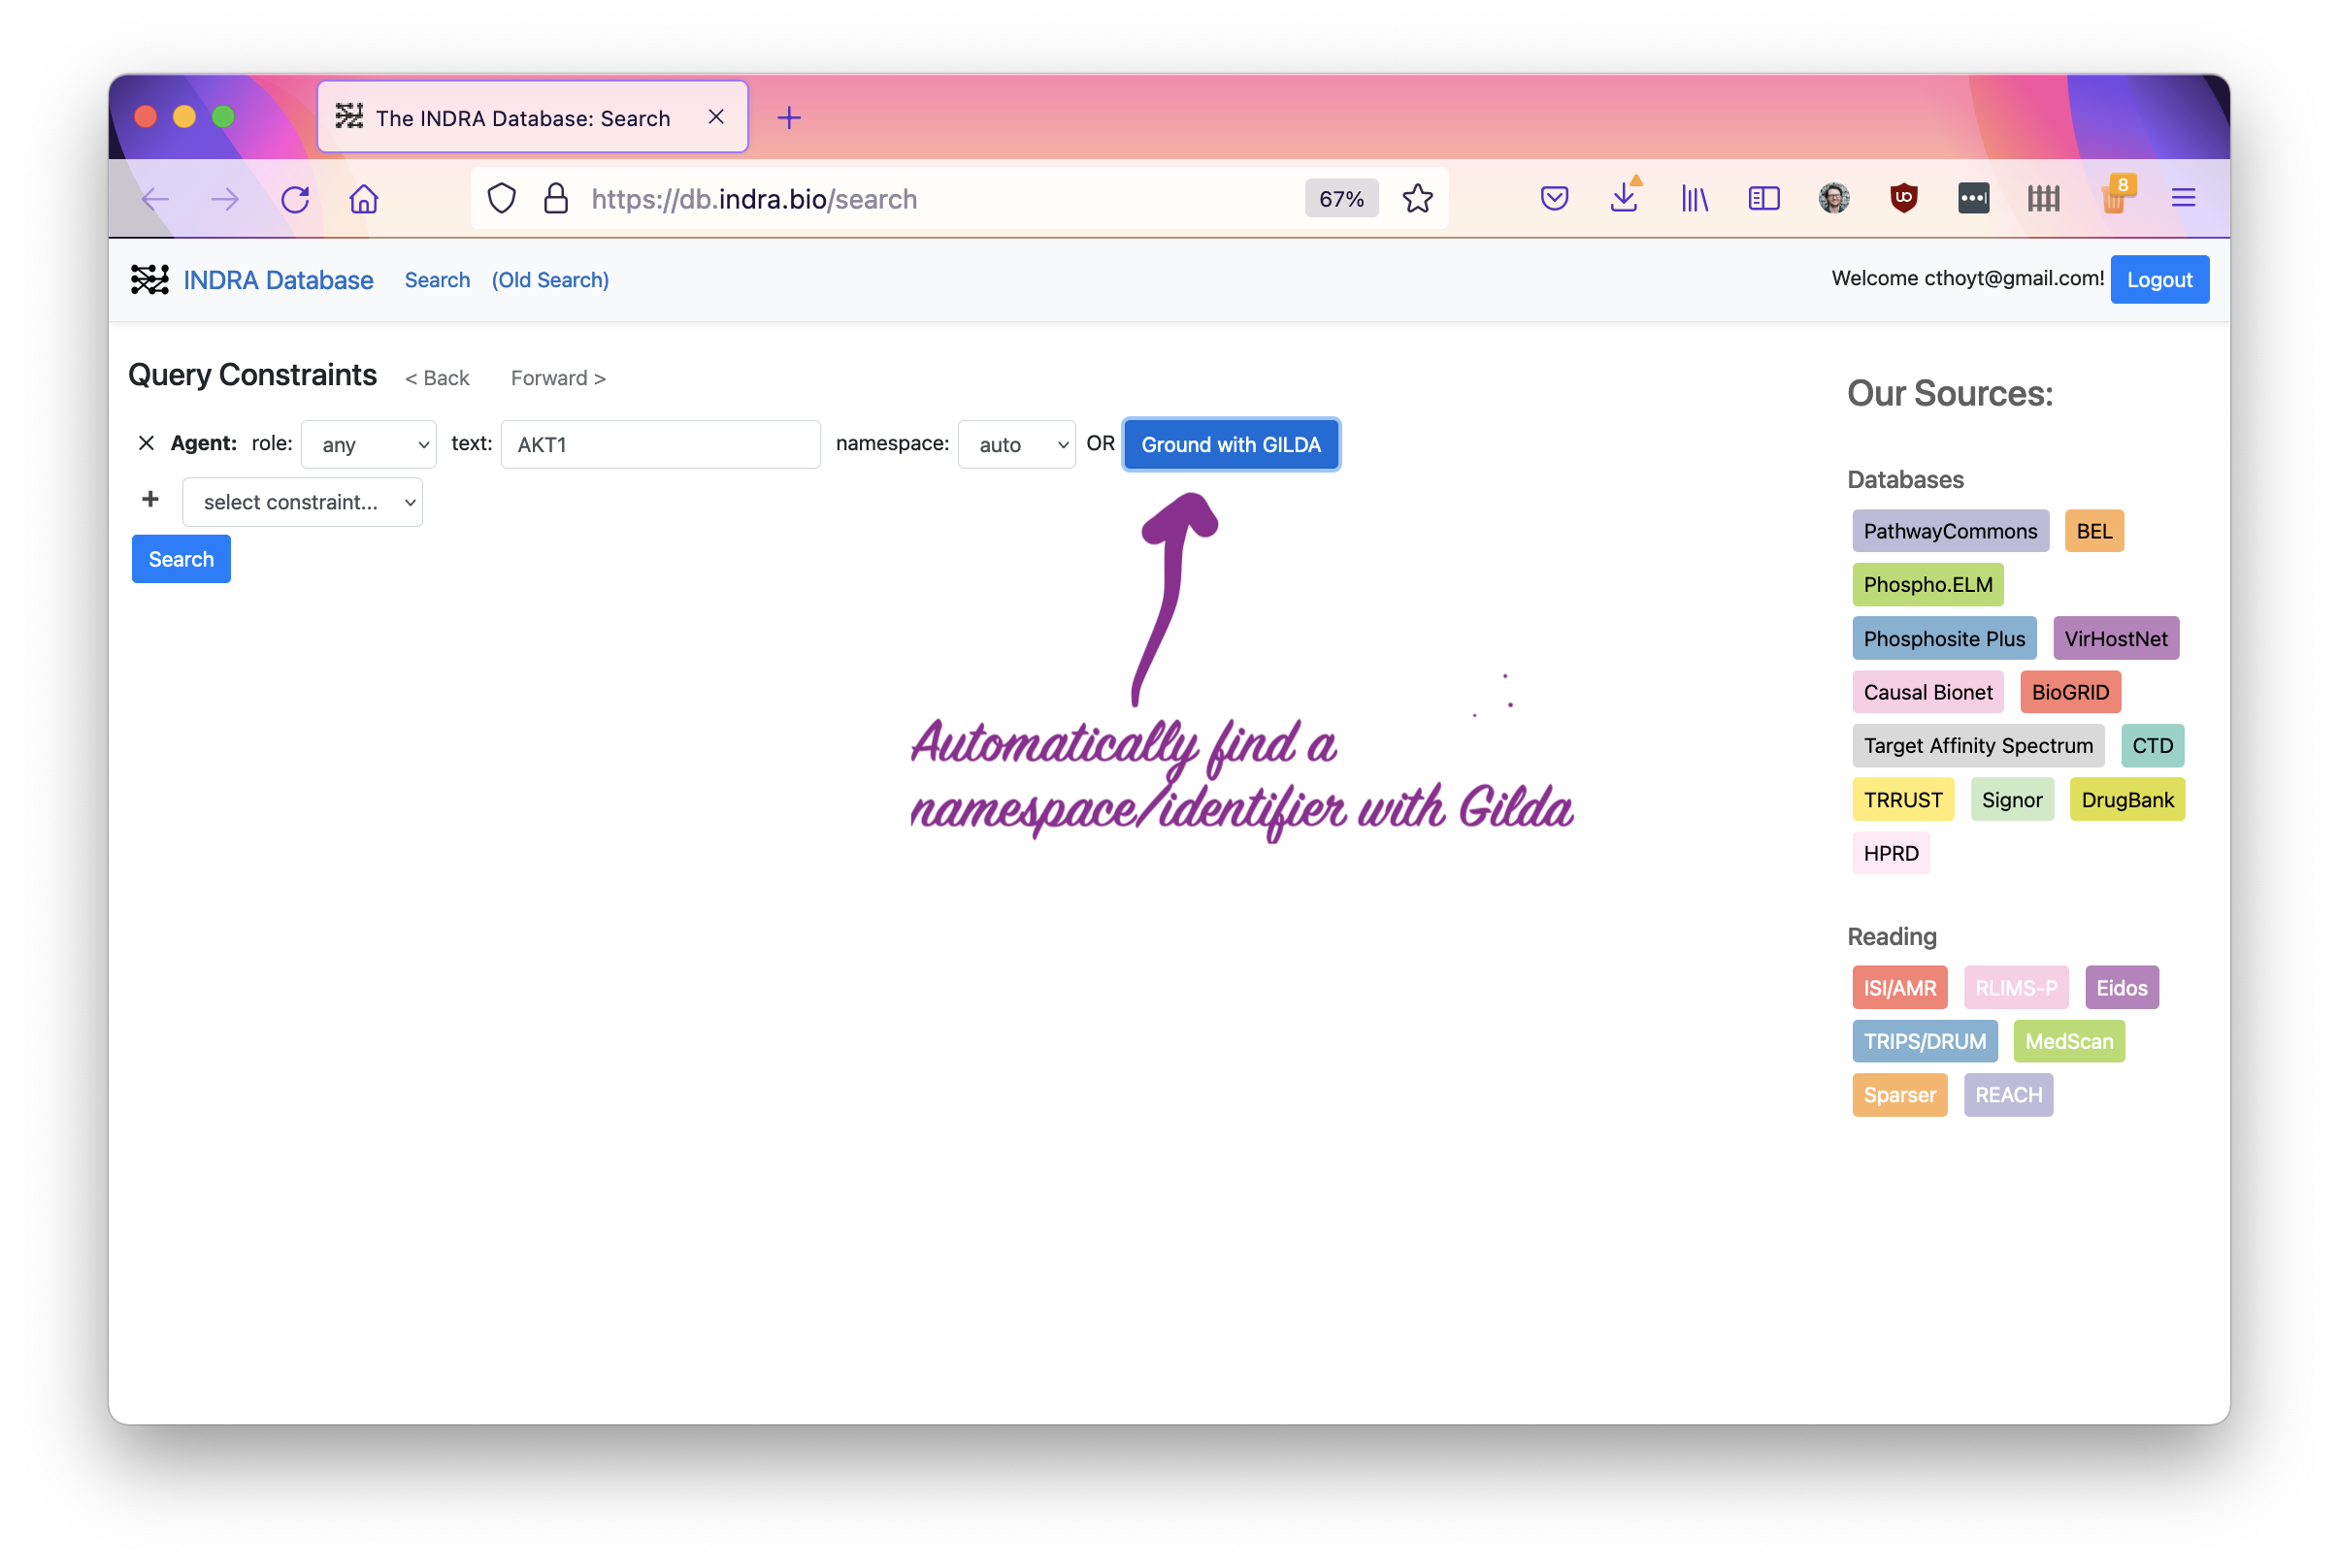 The INDRA Database: Search
https://db.indra.bio/search
67%
8
INDRA Database Search (Old Search)
Welcome cthoyt@gmail.com! Logout
Query Constraints < Back Forward >
Agent: role: any text: AKT1 namespace: auto OR Ground with GILDA
select constraint...
Search
Automatically find a
namespace/identifier with Gilda
Our Sources:
Databases
PathwayCommons BEL
Phospho.ELM
Phosphosite Plus VirHostNet
Causal Bionet BioGRID
Target Affinity Spectrum CTD
TRRUST Signor DrugBank
HPRD
Reading
ISI/AMR RLIMS-P Eidos
TRIPS/DRUM MedScan
Sparser REACH